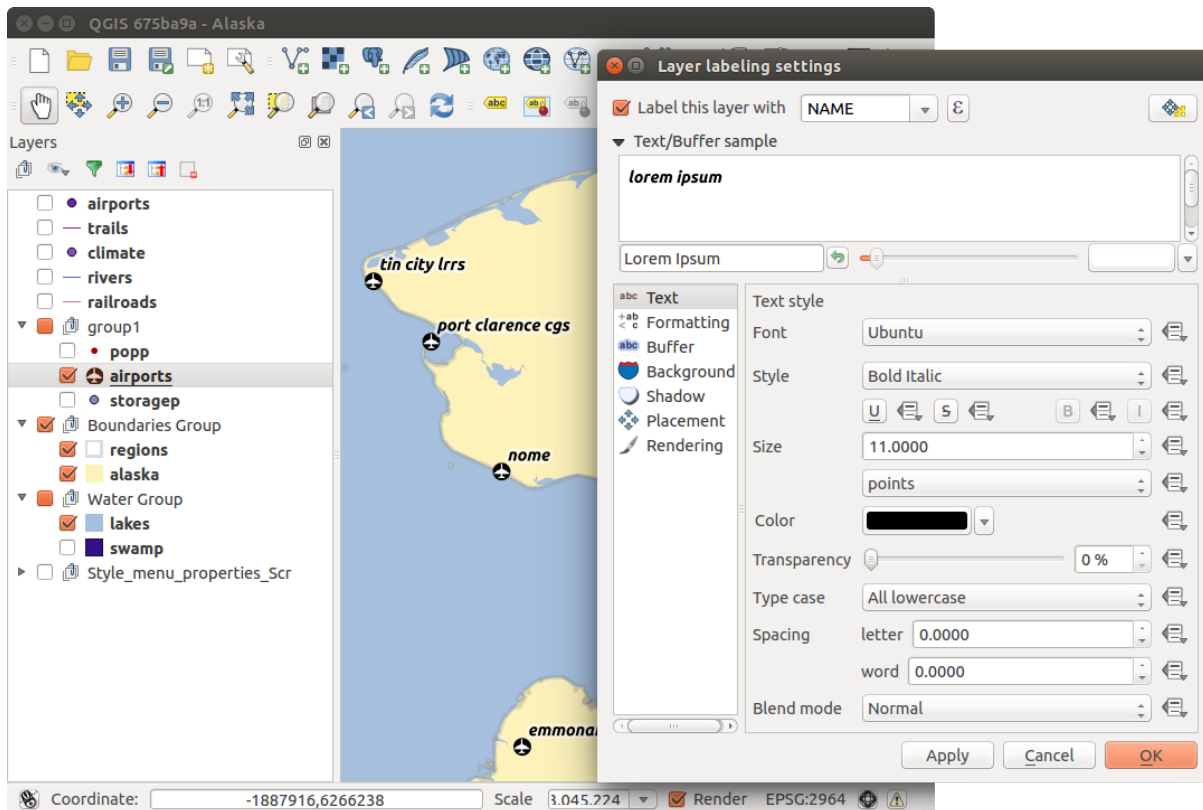 QGIS 675ba9a - Alaska
Layers
airports
trails
climate
rivers
railroads
group1
popp
airports
storagep
Boundaries Group
regions
alaska
Water Group
lakes
swamp
Style_menu_properties_Scr
tin city lrrs
port clarence cgs
nome
emmona
Coordinate: -1887916,6266238 Scale 3.045.224 Render EPSG:2964
Layer labeling settings
Label this layer with NAME ε
Text/Buffer sample
lorem ipsum
Lorem Ipsum
abc Text
+ab < c Formatting
abc Buffer
Background
Shadow
Placement
Rendering
Text style
Font Ubuntu
Style Bold Italic
U S B I
Size 11.0000
points
Color
Transparency 0 %
Type case All lowercase
Spacing letter 0.0000
word 0.0000
Blend mode Normal
Apply Cancel OK